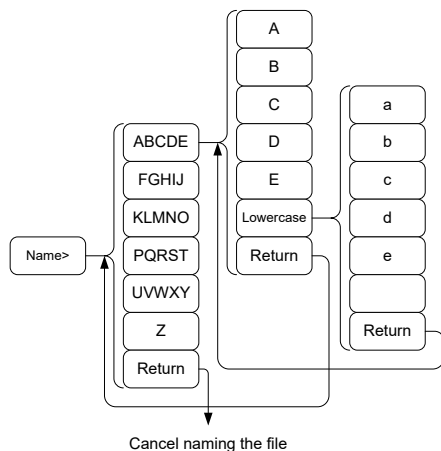 Name>
ABCDE
FGHIJ
KLMNO
PQRST
UVWXY
Z
Return
A
B
C
D
E
Lowercase
Return
a
b
c
d
e
Return
Cancel naming the file